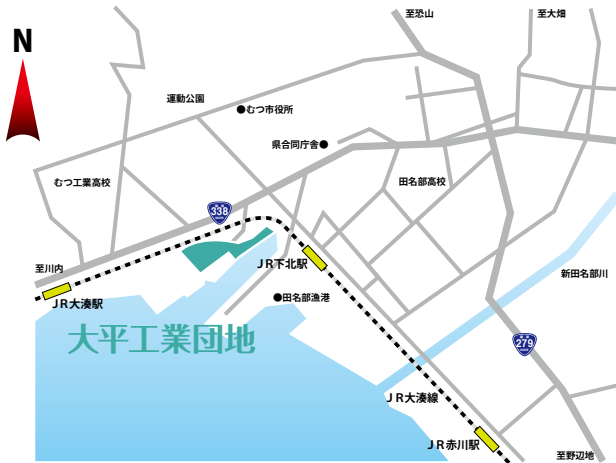 至恐山
至大畑
N
運動公園
●むつ市役所
県合同庁舎●
むつ工業高校
田名部高校
338
至川内
JR下北駅
新田名部川
JR大湊駅
●田名部漁港
大平工業団地
279
JR大湊線
JR赤川駅
至野辺地